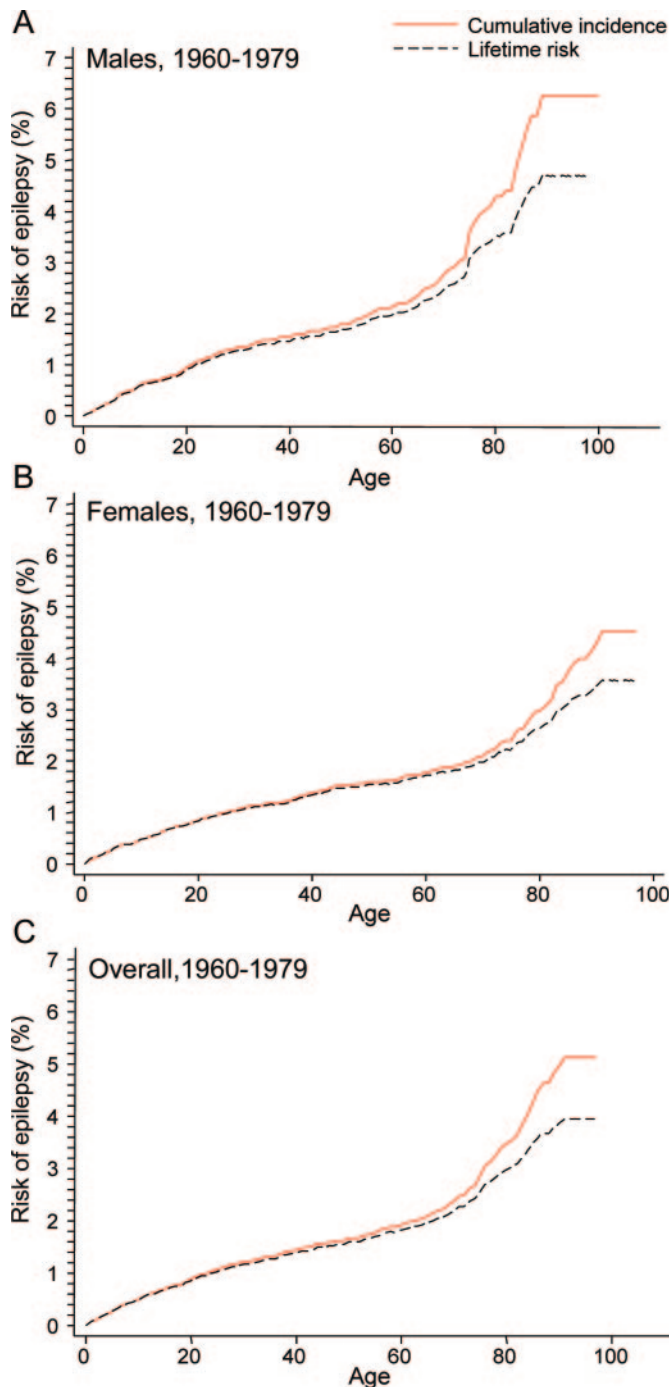 A
Cumulative incidence
Lifetime risk
Males, 1960-1979
7
6
5
4
3
2
1
0
Risk of epilepsy (%)
0 20 40 60 80 100
Age
B
Females, 1960-1979
7
6
5
4
3
2
1
0
Risk of epilepsy (%)
0 20 40 60 80 100
Age
C
Overall,1960-1979
7
6
5
4
3
2
1
0
Risk of epilepsy (%)
0 20 40 60 80 100
Age